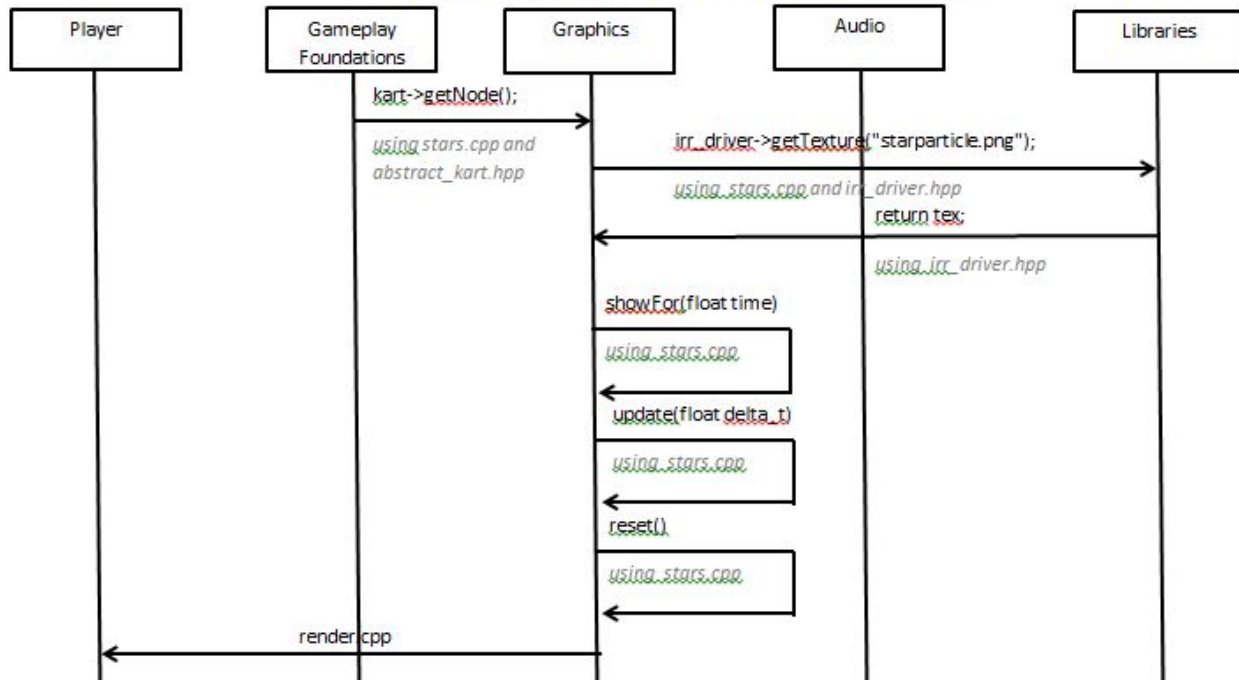 Player
Gameplay
Foundations
Graphics
Audio
Libraries
kart->getNode();
using stars.cpp and
abstract_kart.hpp
irr_driver->getTexture("starparticle.png");
using stars.cpp and irr_driver.hpp
return tex;
using irr_driver.hpp
showFor(float time)
using stars.cpp
update(float delta_t)
using stars.cpp
reset()
using stars.cpp
render.cpp